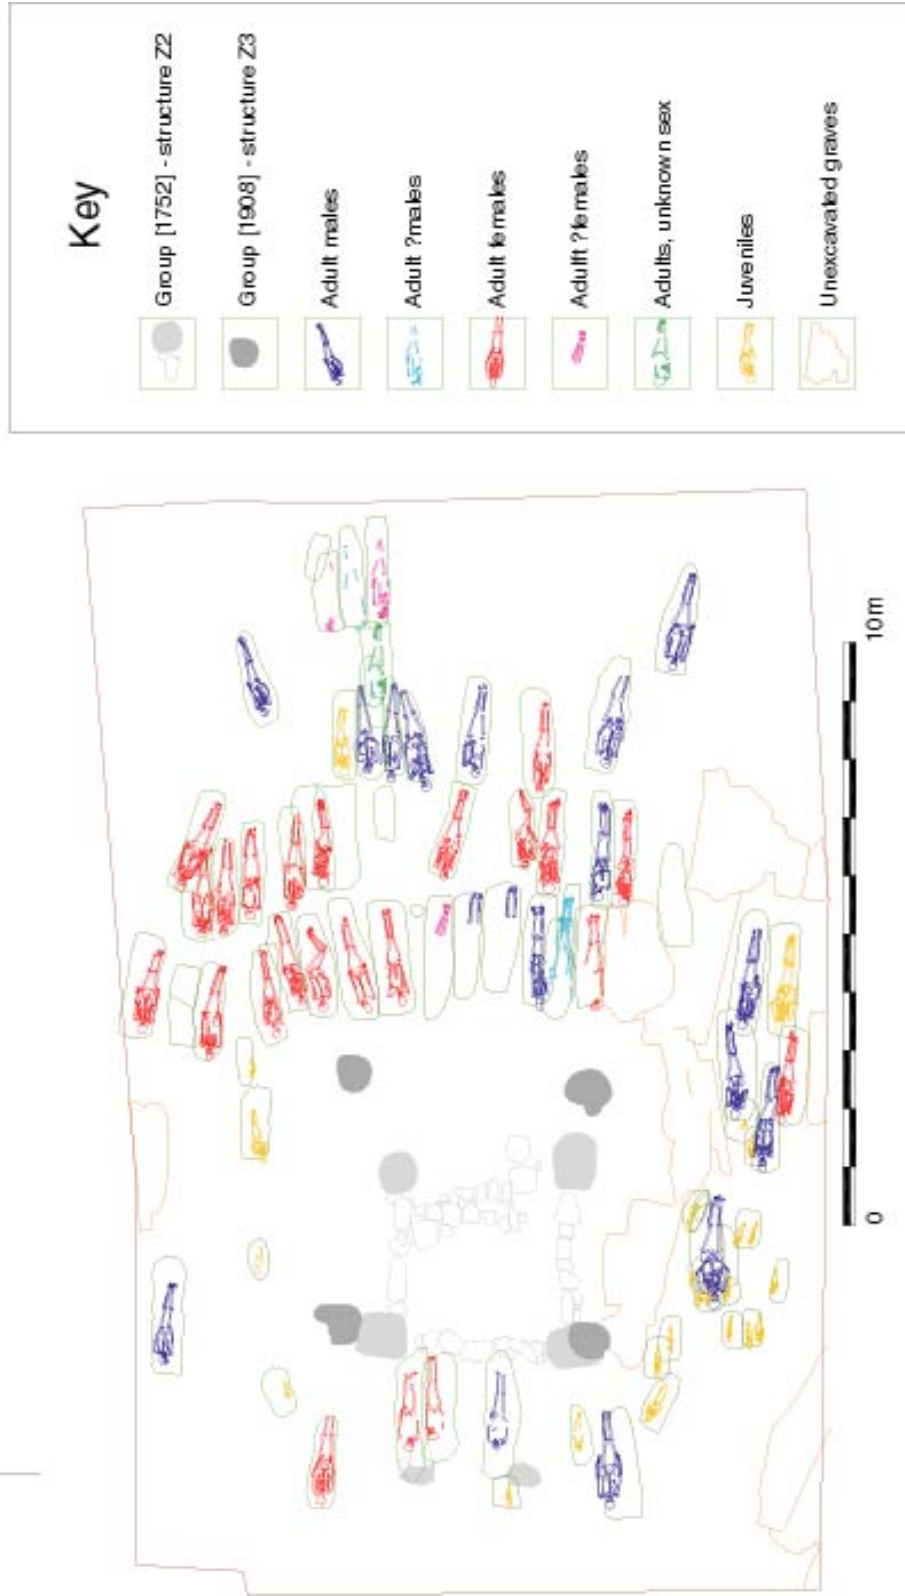 Key
Group [1752] - structure Z2
Group [1908] - structure Z3
Adult males
Adult ?males
Adult females
Adulft ?females
Adults, unknown sex
Juveniles
Unexcavated graves
0
10m